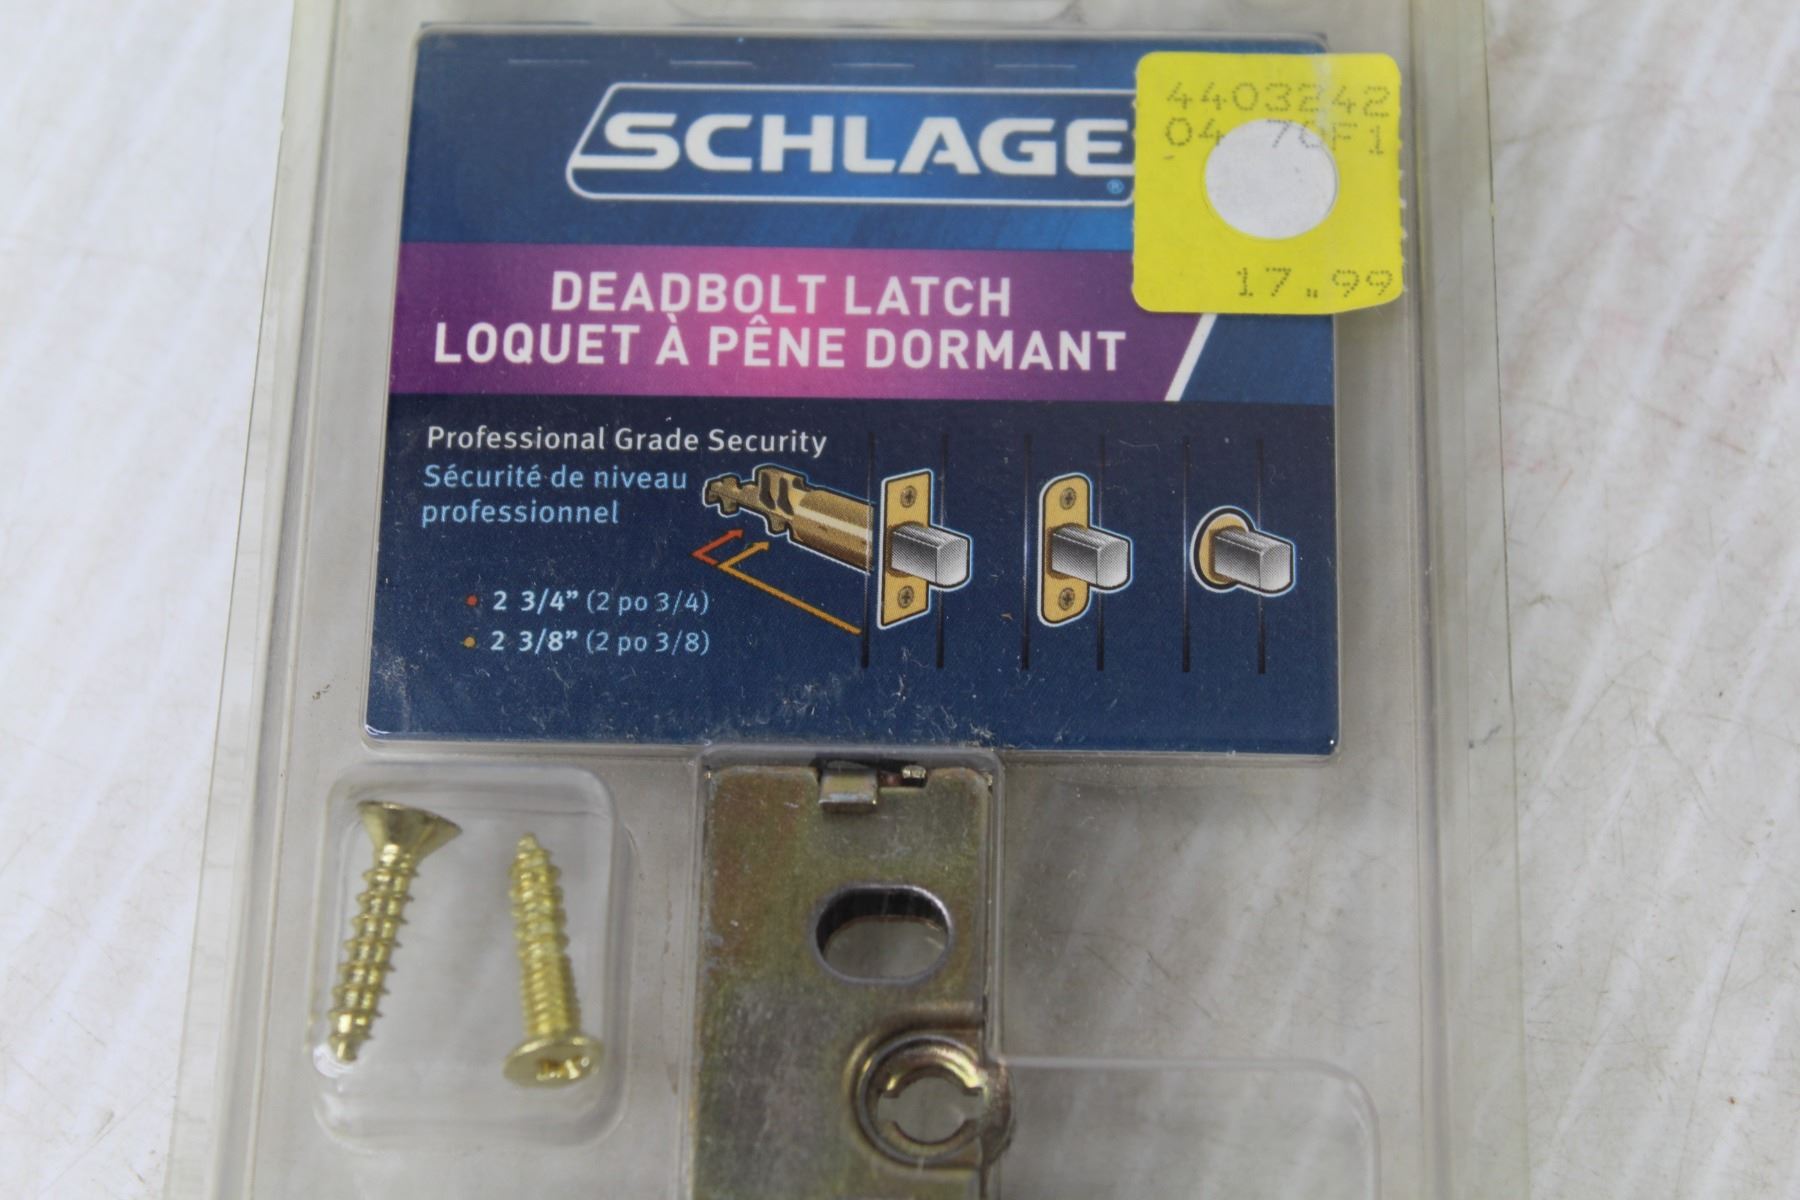 SCHLAGE®
4403242
04 70F1
17.99
DEADBOLT LATCH
LOQUET À PÊNE DORMANT
Professional Grade Security
Sécurité de niveau
professionnel
• 2 3/4” (2 po 3/4)
• 2 3/8” (2 po 3/8)